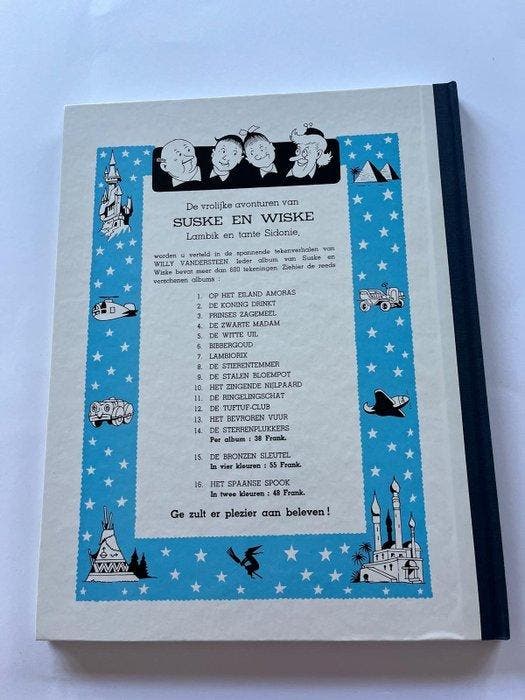 De vrolijke avonturen van
SUSKE EN WISKE
Lambik en tante Sidonie,
worden u verteld in de spannende tekenverhalen van
WILLY VANDERSTEEN. Ieder album van Suske en
Wiske bevat meer dan 680 tekeningen. Ziehier de reeds
verschenen albums :
1. OP HET EILAND AMORAS
2. DE KONING DRINKT
3. PRINSES ZAGEMEEL
4. DE ZWARTE MADAM
5. DE WITTE UIL
6. BIBBERGOUD
7. LAMBIORIX
8. DE STIERENTEMMER
9. DE STALEN BLOEMPOT
10. HET ZINGENDE NIJLPAARD
11. DE RINGELINGSCHAT
12. DE TUFTUF-CLUB
13. HET BEVROREN VUUR
14. DE STERRENPLUKKERS
Per album : 38 Frank.
15. DE BRONZEN SLEUTEL
In vier kleuren : 55 Frank.
16. HET SPAANSE SPOOK
In twee kleuren : 48 Frank.
Ge zult er plezier aan beleven !